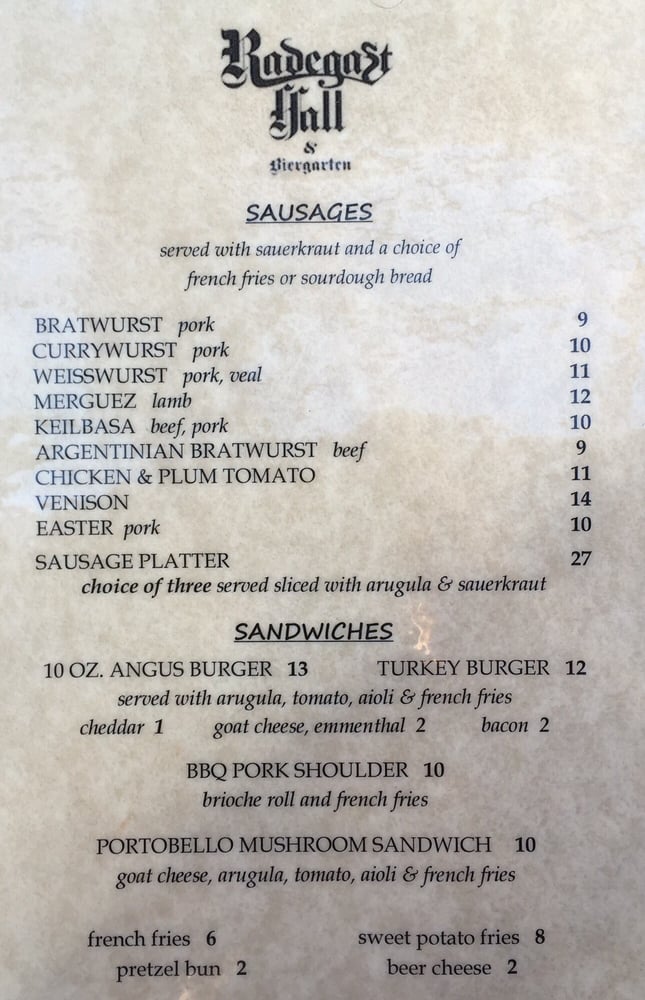 Radegast
Hall
&
Biergarten
SAUSAGES
served with sauerkraut and a choice of
french fries or sourdough bread
BRATWURST pork 9
CURRYWURST pork 10
WEISSWURST pork, veal 11
MERGUEZ lamb 12
KEILBASA beef, pork 10
ARGENTINIAN BRATWURST beef 9
CHICKEN & PLUM TOMATO 11
VENISON 14
EASTER pork 10
SAUSAGE PLATTER 27
choice of three served sliced with arugula & sauerkraut
SANDWICHES
10 OZ. ANGUS BURGER 13 TURKEY BURGER 12
served with arugula, tomato, aioli & french fries
cheddar 1 goat cheese, emmenthal 2 bacon 2
BBQ PORK SHOULDER 10
brioche roll and french fries
PORTOBELLO MUSHROOM SANDWICH 10
goat cheese, arugula, tomato, aioli & french fries
french fries 6 sweet potato fries 8
pretzel bun 2 beer cheese 2